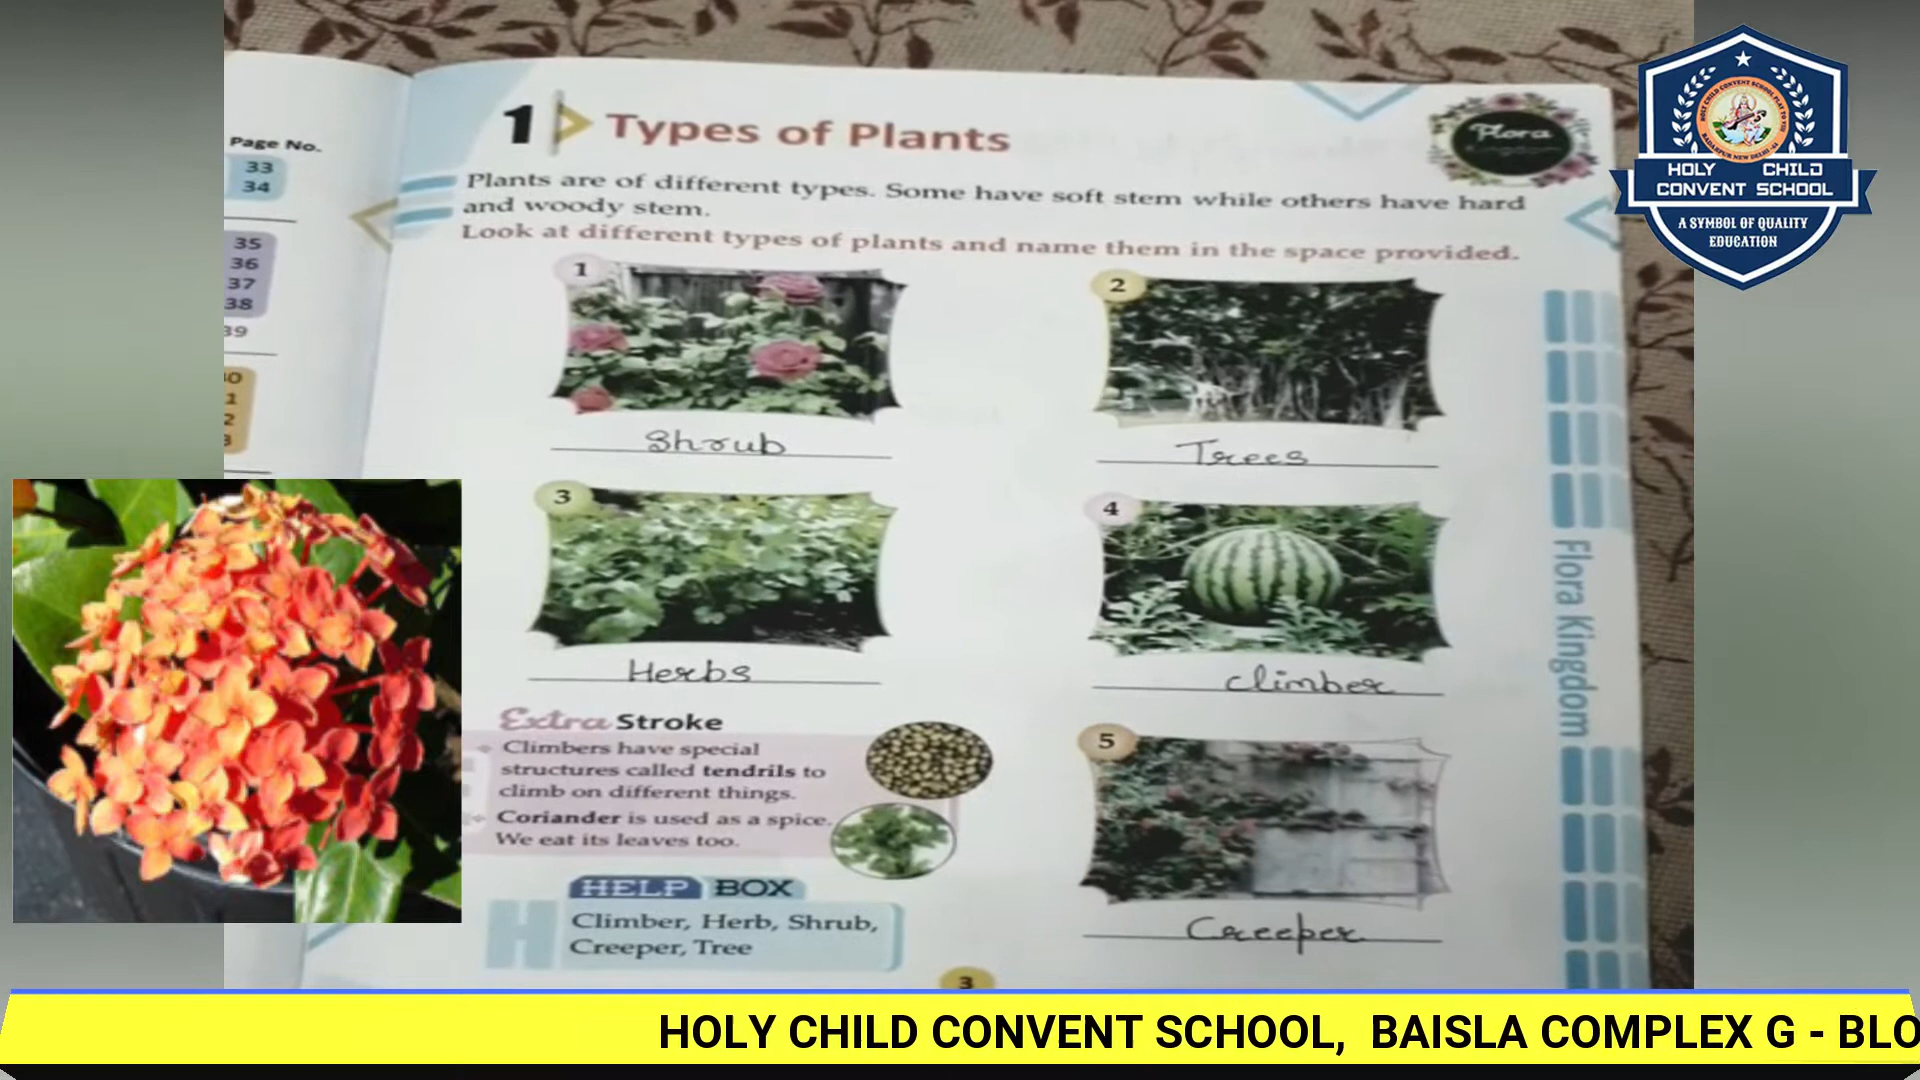 Page No.
33
34
35
36
37
38
39
1 Types of Plants
Flora
Plants are of different types. Some have soft stem while others have hard
and woody stem.
Look at different types of plants and name them in the space provided.
1
Shrub
2
Trees
3
Herbs
4
climber
Extra Stroke
Climbers have special
structures called tendrils to
climb on different things.
Coriander is used as a spice.
We eat its leaves too.
HELP BOX
Climber, Herb, Shrub,
Creeper, Tree
5
Creeper
3
Flora Kingdom
HOLY CHILD
CONVENT SCHOOL
A SYMBOL OF QUALITY
EDUCATION
HOLY CHILD CONVENT SCHOOL, BAISLA COMPLEX G - BLO